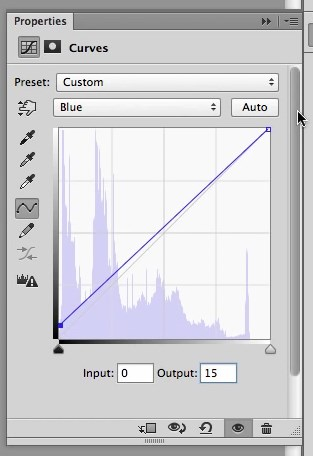 Properties
Curves
Preset: Custom
Blue Auto
Input: 0 Output: 15